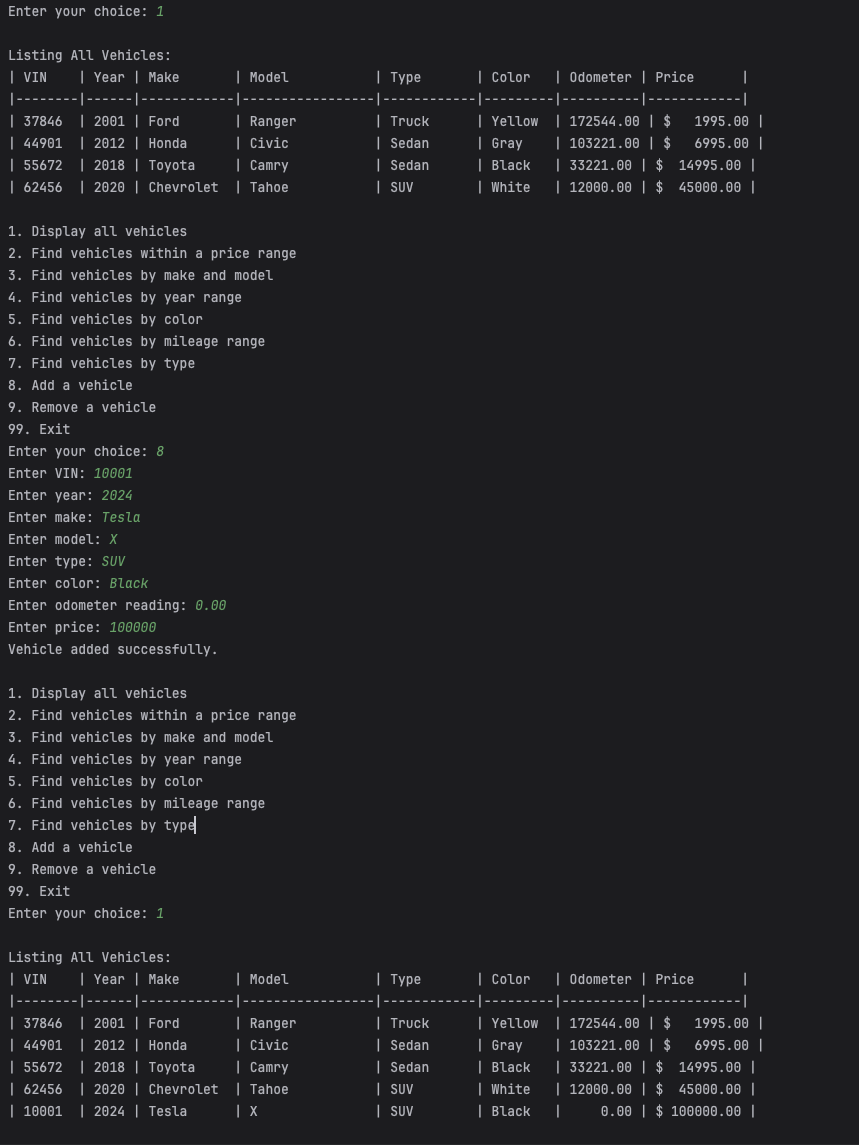 Enter your choice: 1
Listing All Vehicles:
| VIN    | Year | Make       | Model           | Type       | Color   | Odometer | Price      |
|--------|------|------------|-----------------|------------|---------|----------|------------|
| 37846  | 2001 | Ford       | Ranger          | Truck      | Yellow  | 172544.00 | $   1995.00 |
| 44901  | 2012 | Honda      | Civic           | Sedan      | Gray    | 103221.00 | $   6995.00 |
| 55672  | 2018 | Toyota     | Camry           | Sedan      | Black   | 33221.00 | $  14995.00 |
| 62456  | 2020 | Chevrolet  | Tahoe           | SUV        | White   | 12000.00 | $  45000.00 |
1. Display all vehicles
2. Find vehicles within a price range
3. Find vehicles by make and model
4. Find vehicles by year range
5. Find vehicles by color
6. Find vehicles by mileage range
7. Find vehicles by type
8. Add a vehicle
9. Remove a vehicle
99. Exit
Enter your choice: 8
Enter VIN: 10001
Enter year: 2024
Enter make: Tesla
Enter model: X
Enter type: SUV
Enter color: Black
Enter odometer reading: 0.00
Enter price: 100000
Vehicle added successfully.
1. Display all vehicles
2. Find vehicles within a price range
3. Find vehicles by make and model
4. Find vehicles by year range
5. Find vehicles by color
6. Find vehicles by mileage range
7. Find vehicles by type
8. Add a vehicle
9. Remove a vehicle
99. Exit
Enter your choice: 1
Listing All Vehicles:
| VIN    | Year | Make       | Model           | Type       | Color   | Odometer | Price      |
|--------|------|------------|-----------------|------------|---------|----------|------------|
| 37846  | 2001 | Ford       | Ranger          | Truck      | Yellow  | 172544.00 | $   1995.00 |
| 44901  | 2012 | Honda      | Civic           | Sedan      | Gray    | 103221.00 | $   6995.00 |
| 55672  | 2018 | Toyota     | Camry           | Sedan      | Black   | 33221.00 | $  14995.00 |
| 62456  | 2020 | Chevrolet  | Tahoe           | SUV        | White   | 12000.00 | $  45000.00 |
| 10001  | 2024 | Tesla      | X               | SUV        | Black   |     0.00 | $ 100000.00 |